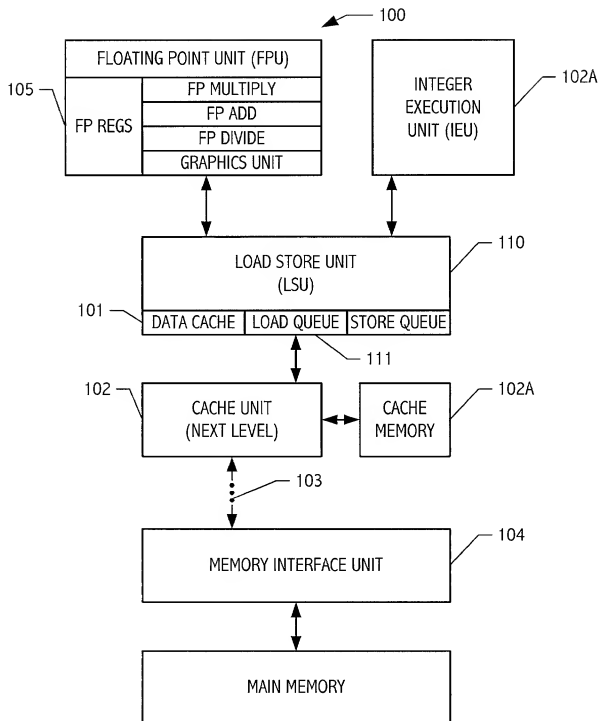 100
FLOATING POINT UNIT (FPU)
105
FP REGS
FP MULTIPLY
FP ADD
FP DIVIDE
GRAPHICS UNIT
INTEGER
EXECUTION
UNIT (IEU)
102A
LOAD STORE UNIT
(LSU)
110
101
DATA CACHE
LOAD QUEUE
STORE QUEUE
111
102
CACHE UNIT
(NEXT LEVEL)
CACHE
MEMORY
102A
103
MEMORY INTERFACE UNIT
104
MAIN MEMORY